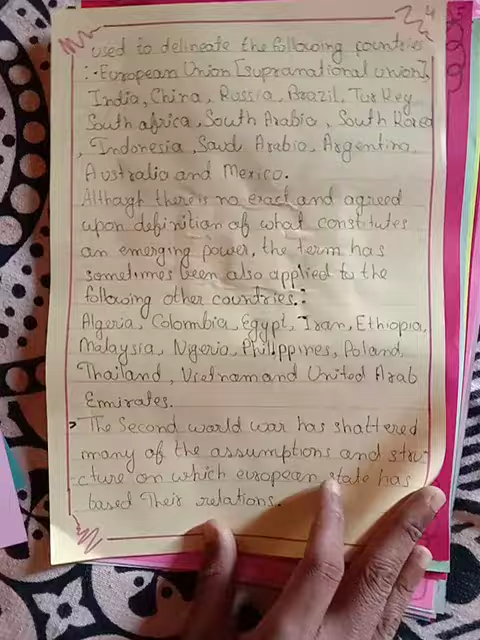 4
used to delineate the following countries
:- European Union [supranational union],
India, China, Russia, Brazil, Turkey
South africa, South Arabia, South Korea
, Indonesia, Saudi Arabia, Argentina,
Australia and Mexico.
Althagh there is no exact and agreed
upon definition of what constitutes
an emerging power, the term has
sometimes been also applied to the
following other countries:
Algeria, Colombia, Egypt, Iran, Ethiopia,
Malaysia, Nigeria, Philippines, Poland,
Thailand, Vietnam and United Arab
Emirates.
The Second world war has shattered
many of the assumptions and stru-
-cture on which european state has
based Their relations.